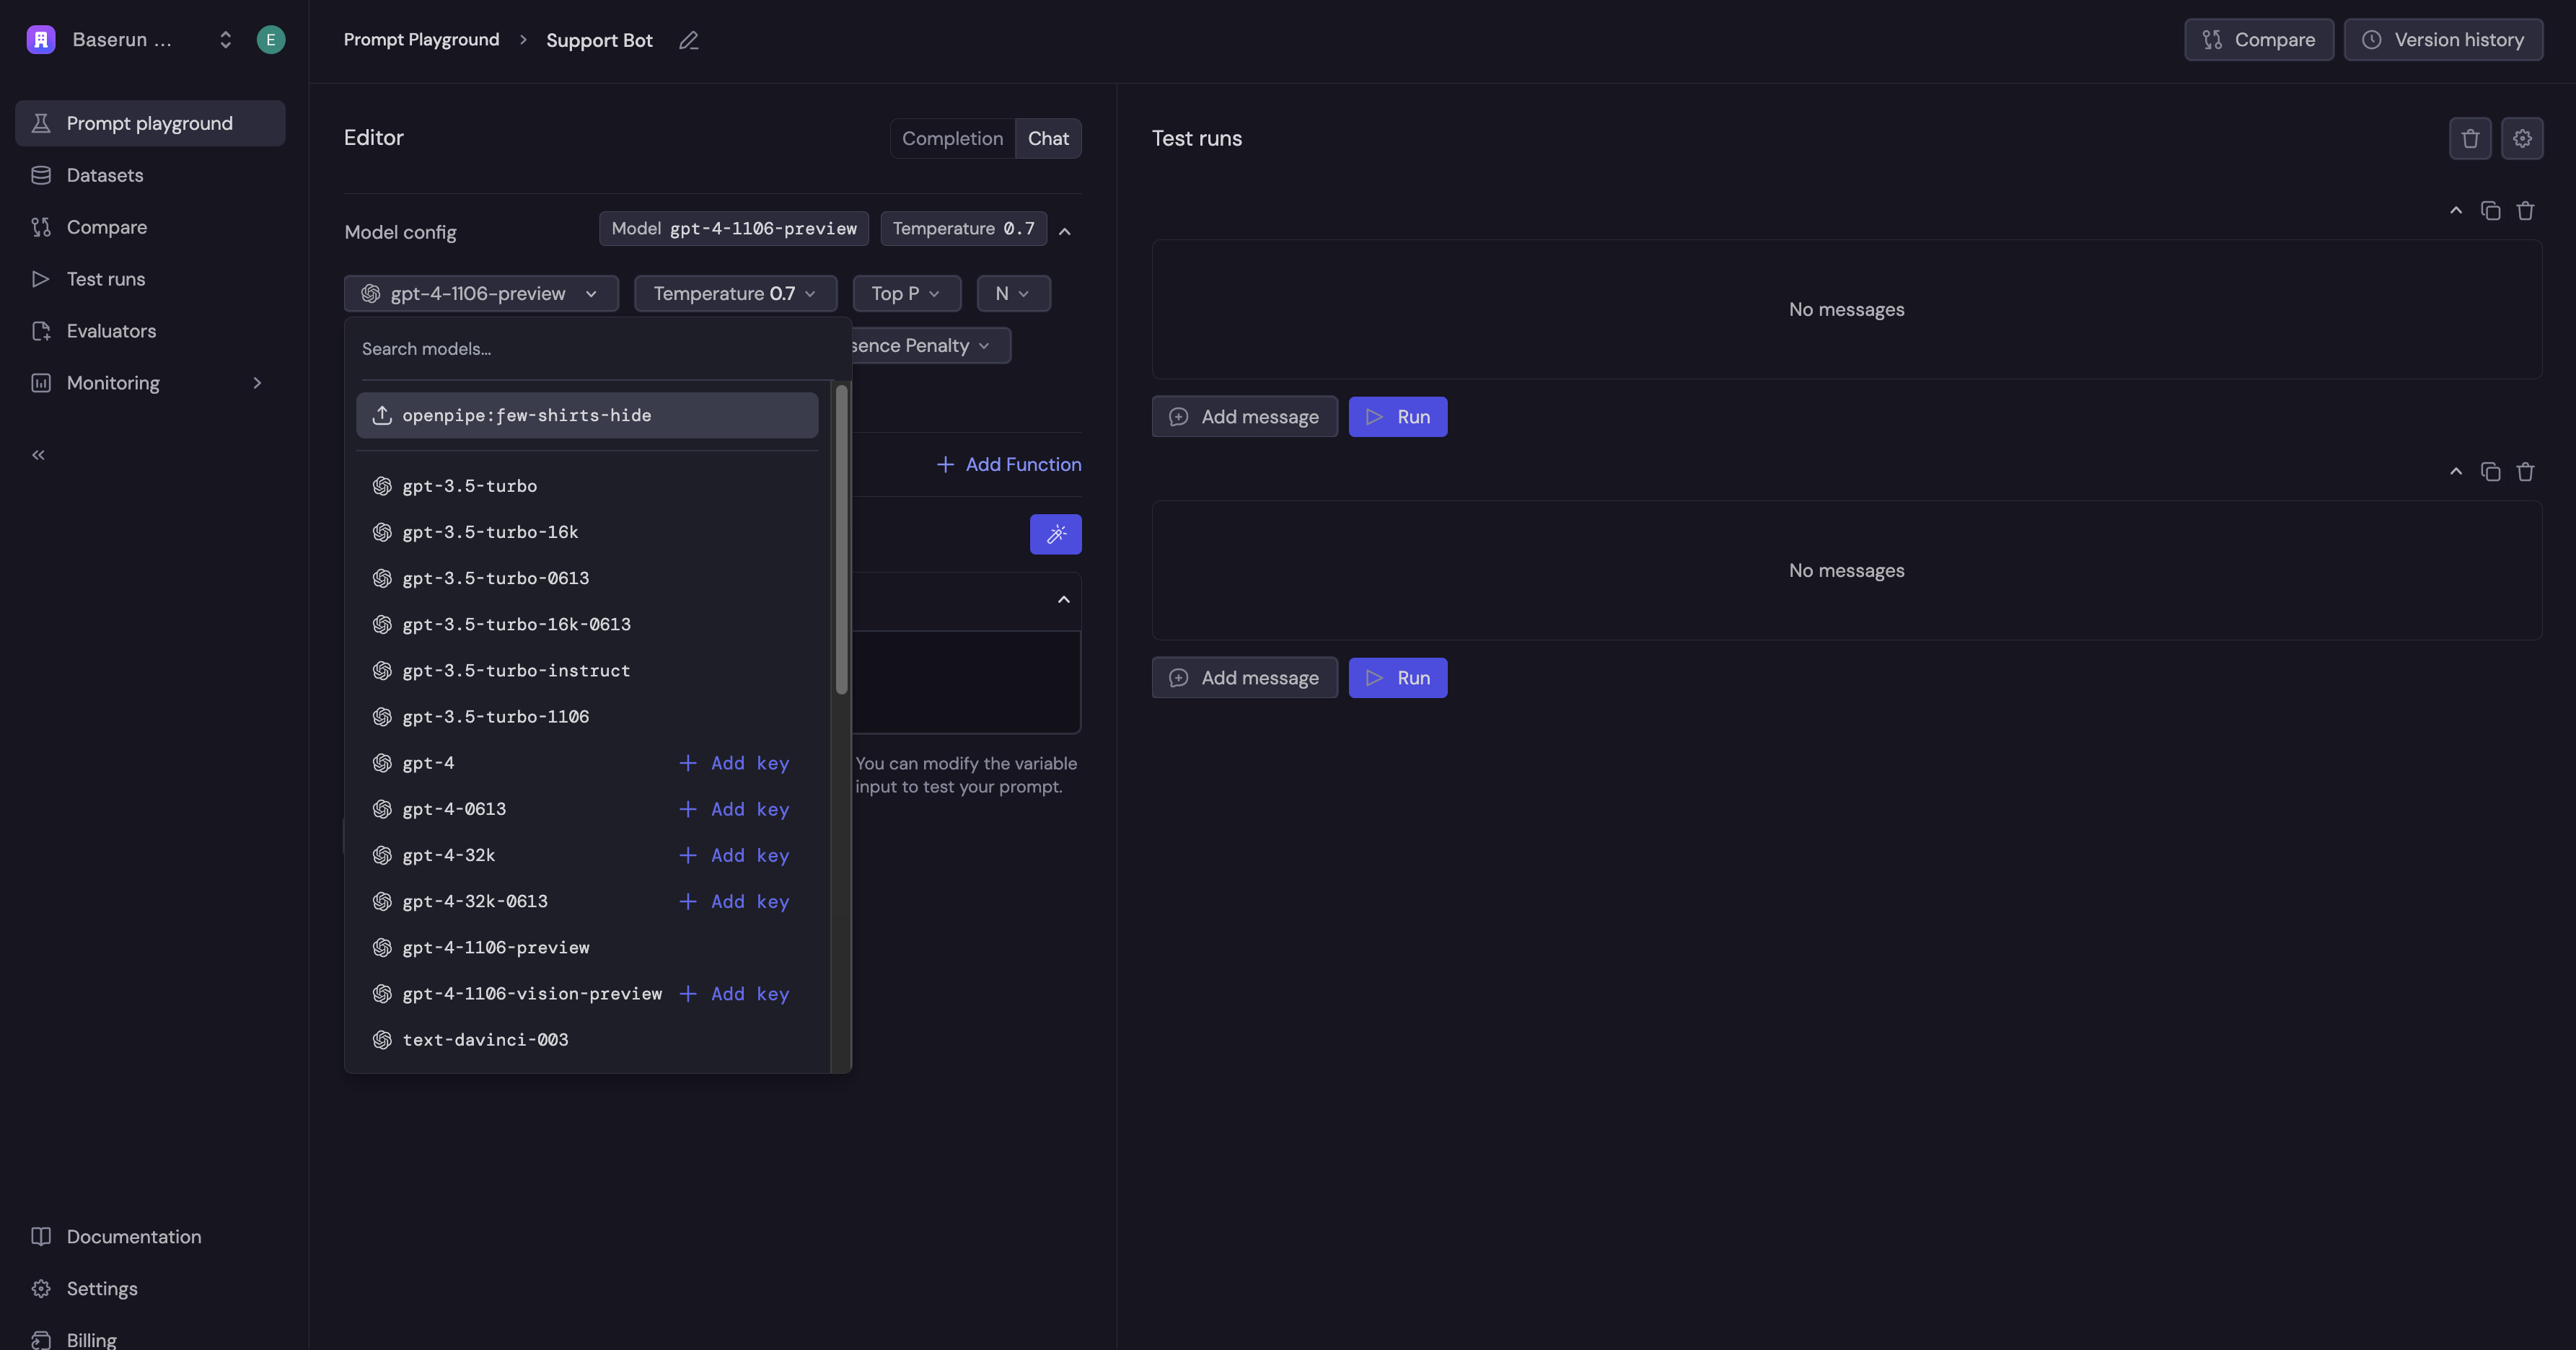 Baserun ...
E
Prompt playground
Datasets
Compare
Test runs
Evaluators
Monitoring
Documentation
Settings
Billing
Prompt Playground > Support Bot
Compare
Version history
Editor
Completion
Chat
Model config
Model gpt-4-1106-preview
Temperature 0.7
gpt-4-1106-preview
Temperature 0.7
Top P
N
sence Penalty
Search models...
openpipe:few-shirts-hide
gpt-3.5-turbo
gpt-3.5-turbo-16k
gpt-3.5-turbo-0613
gpt-3.5-turbo-16k-0613
gpt-3.5-turbo-instruct
gpt-3.5-turbo-1106
gpt-4 + Add key
gpt-4-0613 + Add key
gpt-4-32k + Add key
gpt-4-32k-0613 + Add key
gpt-4-1106-preview
gpt-4-1106-vision-preview + Add key
text-davinci-003
+ Add Function
You can modify the variable
input to test your prompt.
Test runs
No messages
Add message
Run
No messages
Add message
Run